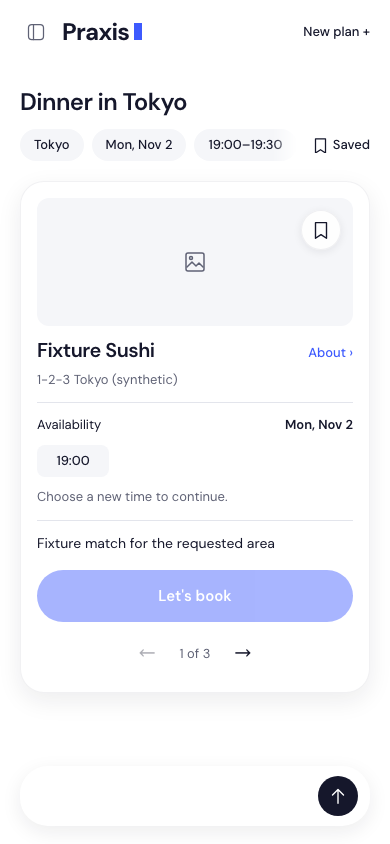 Praxis
New plan +
Dinner in Tokyo
Tokyo
Mon, Nov 2
19:00–19:30
Saved
Fixture Sushi
About ›
1-2-3 Tokyo (synthetic)
Availability
Mon, Nov 2
19:00
Choose a new time to continue.
Fixture match for the requested area
Let's book
← 1 of 3 →